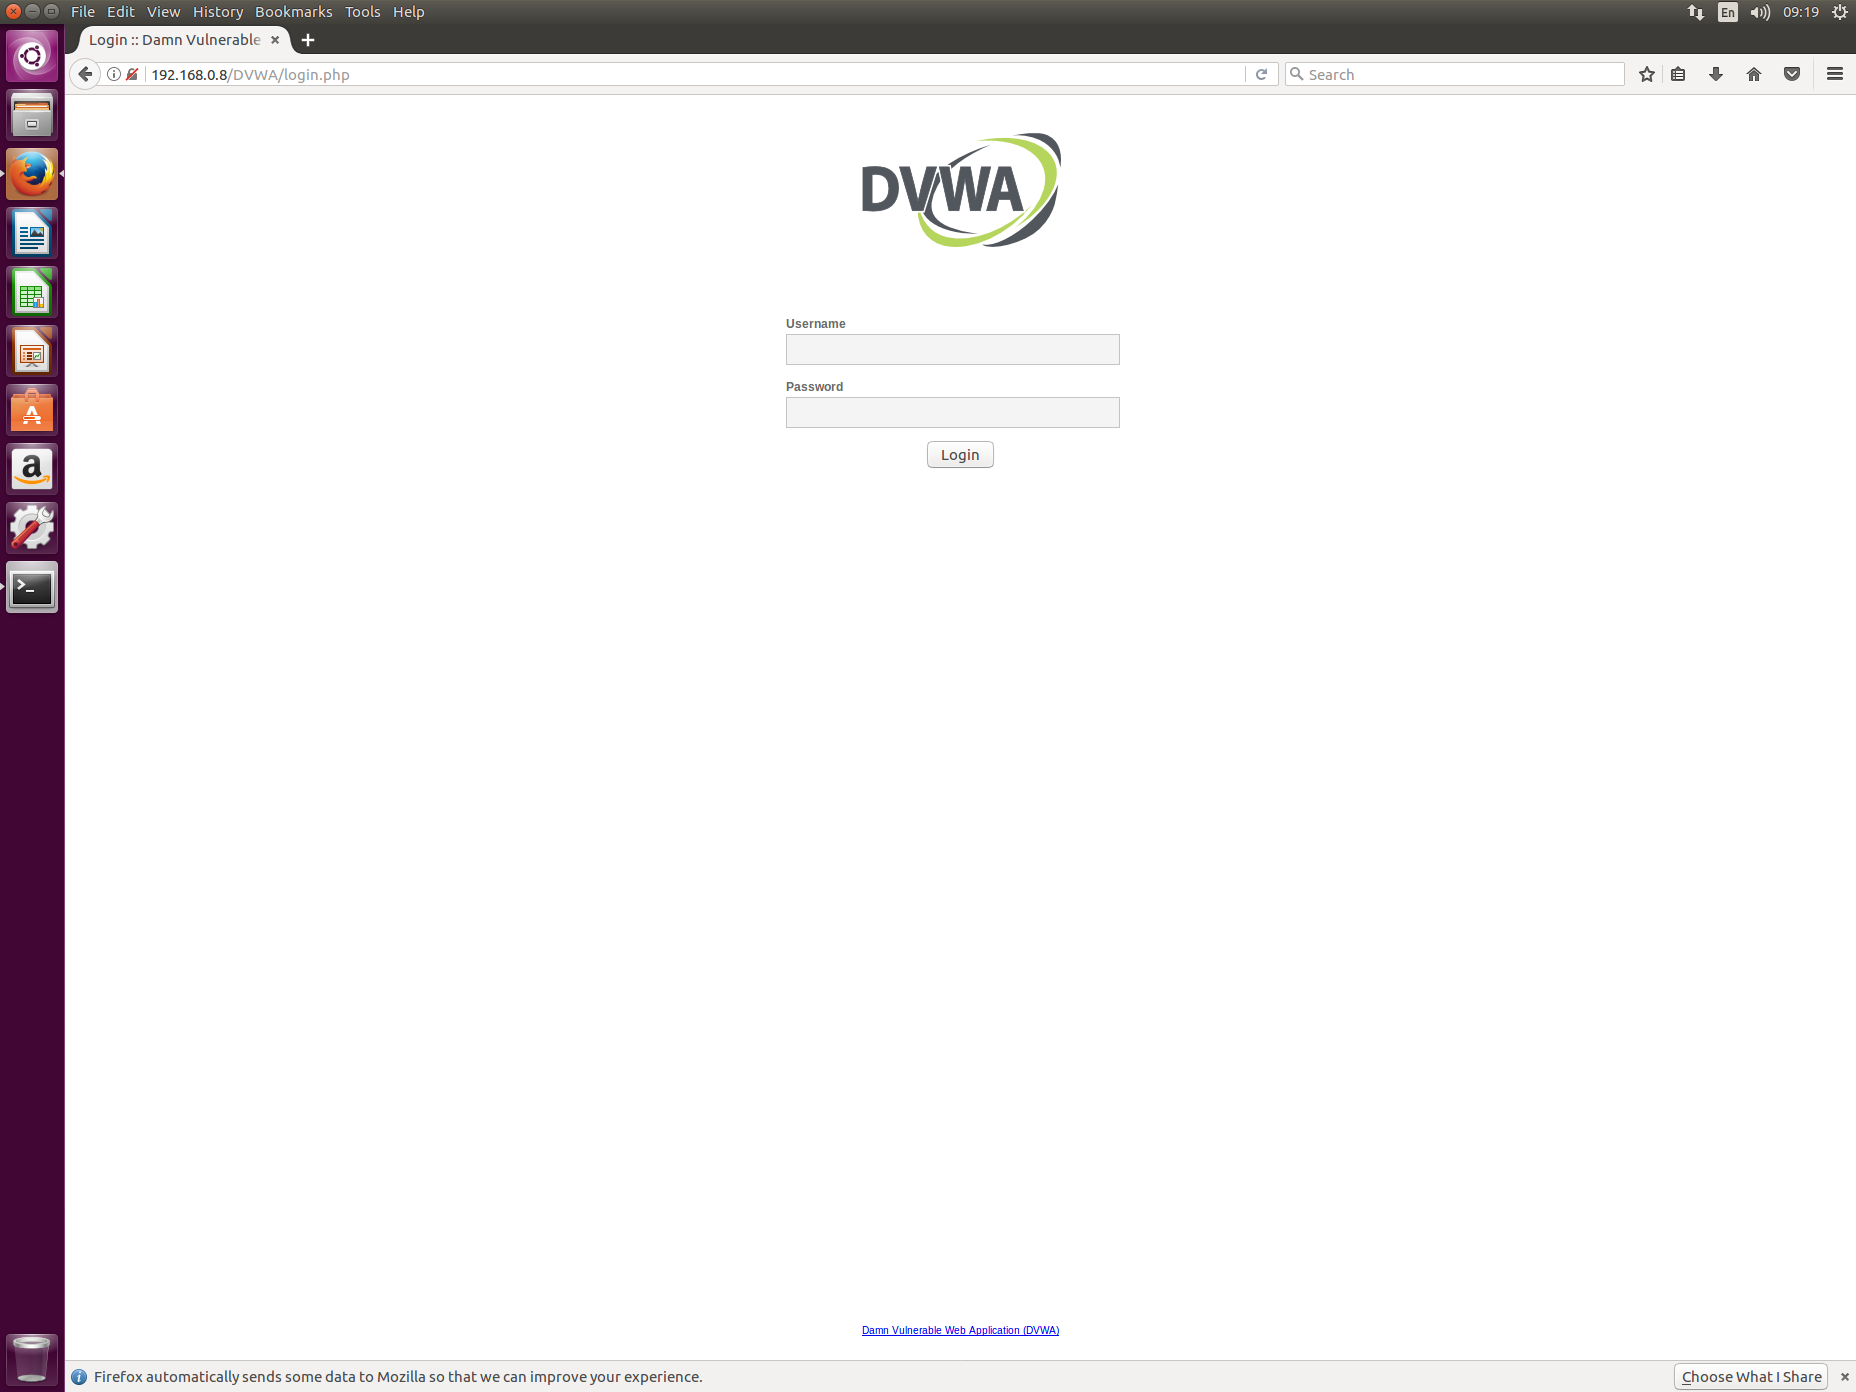 File Edit View History Bookmarks Tools Help
En 09:19
Login :: Damn Vulnerable
192.168.0.8/DVWA/login.php
Search
DVWA
Username
Password
Login
Damn Vulnerable Web Application (DVWA)
Firefox automatically sends some data to Mozilla so that we can improve your experience.
Choose What I Share